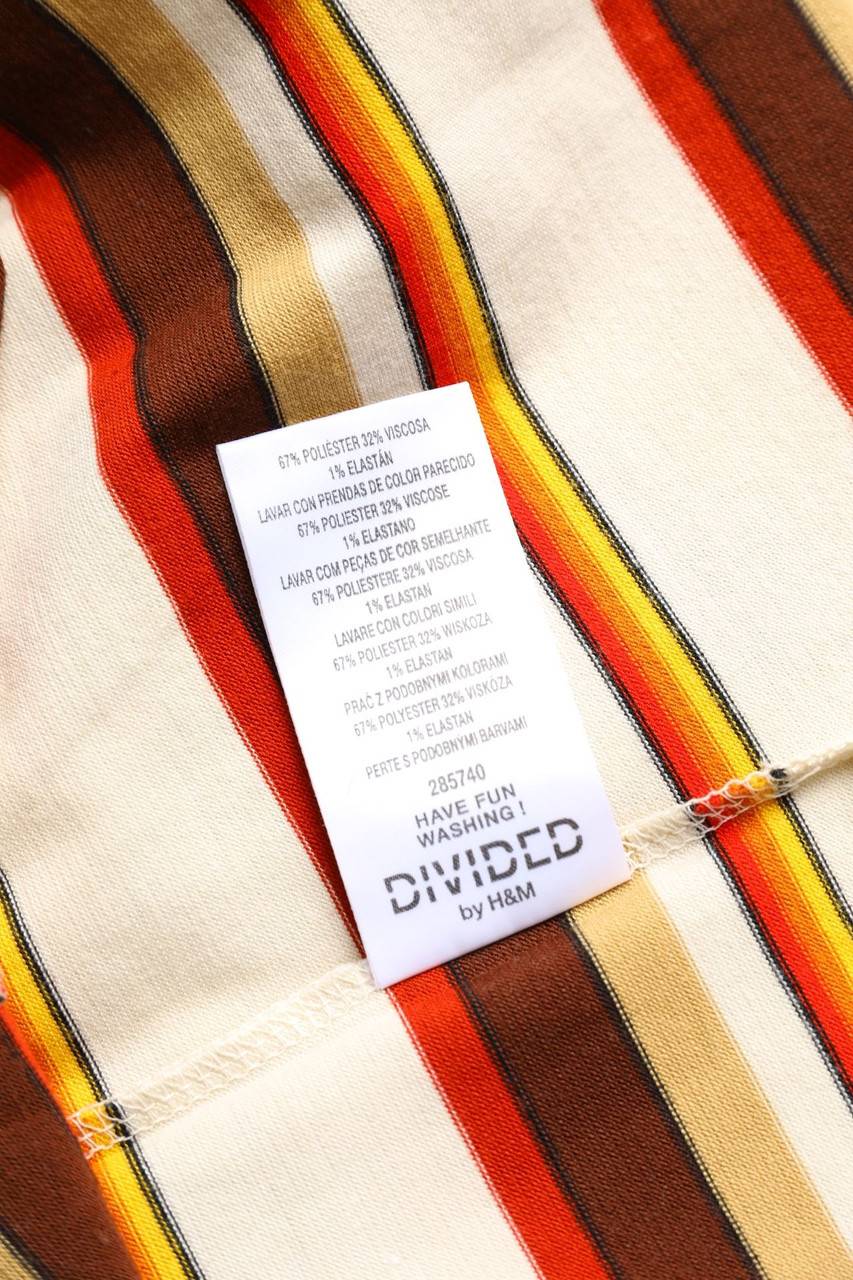 67% POLIÉSTER 32% VISCOSA
1% ELASTÁN
LAVAR CON PRENDAS DE COLOR PARECIDO
67% POLIESTER 32% VISCOSE
1% ELASTANO
LAVAR COM PEÇAS DE COR SEMELHANTE
67% POLIESTERE 32% VISCOSA
1% ELASTAN
LAVARE CON COLORI SIMILI
67% POLIESTER 32% WISKOZA
1% ELASTAN
PRAĆ Z PODOBNYMI KOLORAMI
67% POLYESTER 32% VISKÓZA
1% ELASTAN
PERTE S PODOBNYMI BARVAMI
285740
HAVE FUN
WASHING !
DIVIDED
by H&M